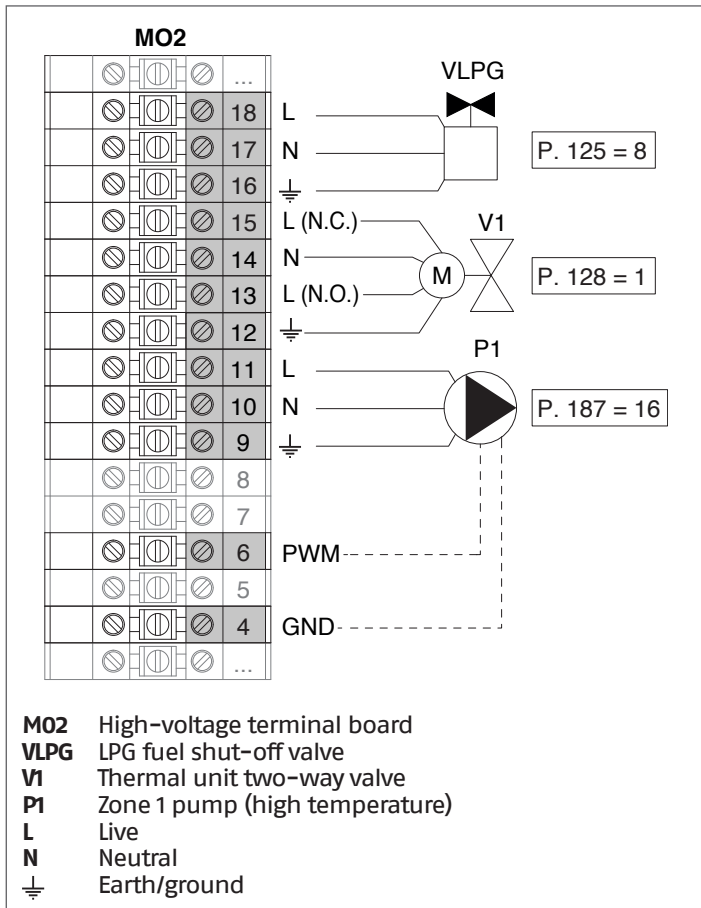 MO2
...
VLPG
18 L
17 N P. 125 = 8
16 ⏚
15 L (N.C.) V1
14 N M P. 128 = 1
13 L (N.O.)
12 ⏚
P1
11 L
10 N P. 187 = 16
9 ⏚
8
7
6 PWM
5
4 GND
...
MO2 High-voltage terminal board
VLPG LPG fuel shut-off valve
V1 Thermal unit two-way valve
P1 Zone 1 pump (high temperature)
L Live
N Neutral
⏚ Earth/ground